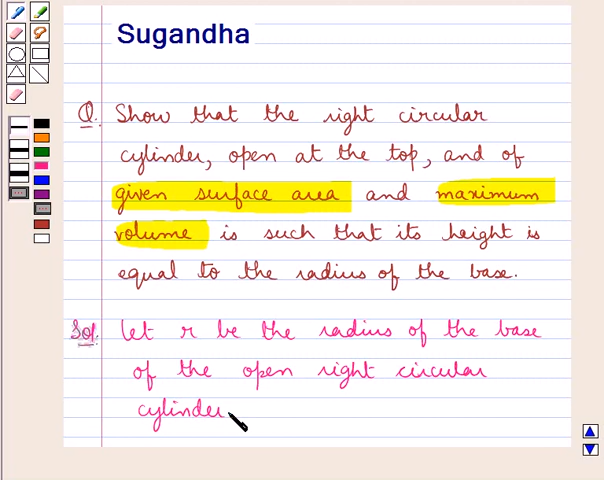 Sugandha
Q. Show that the right circular
cylinder, open at the top, and of
given surface area and maximum
volume is such that its height is
equal to the radius of the base.
Sol. Let r be the radius of the base
of the open right circular
cylinder